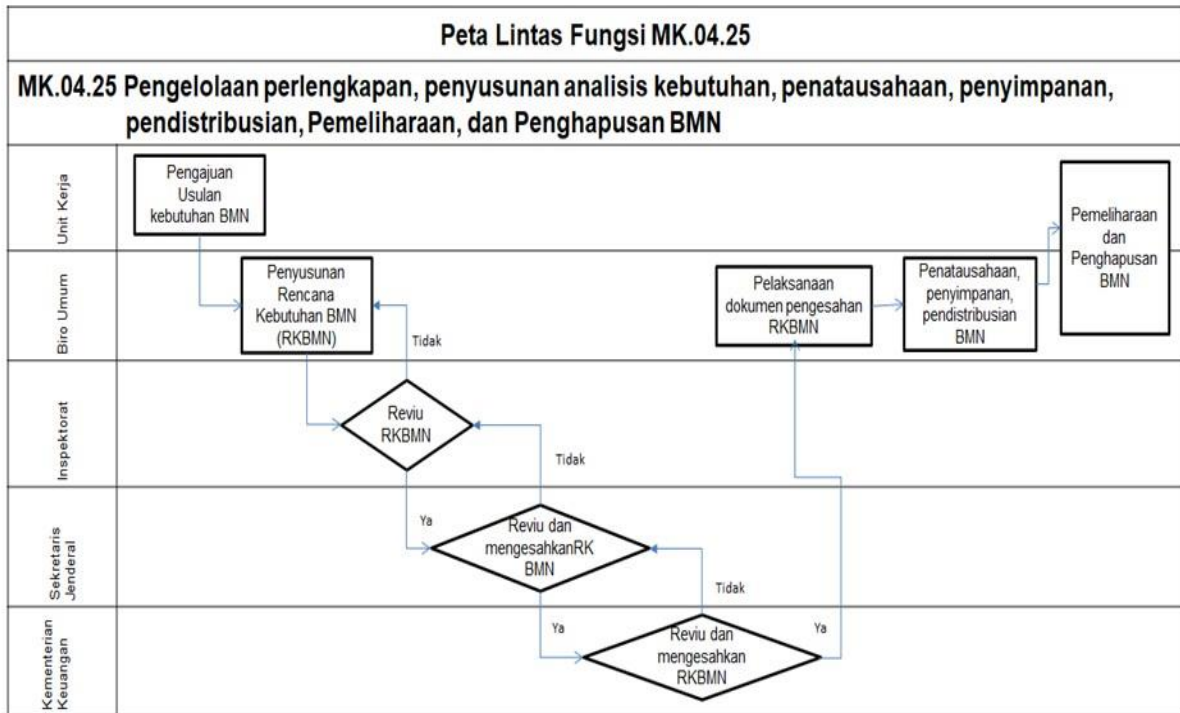 Peta Lintas Fungsi MK.04.25
MK.04.25 Pengelolaan perlengkapan, penyusunan analisis kebutuhan, penatausahaan, penyimpanan,
pendistribusian, Pemeliharaan, dan Penghapusan BMN
Unit Kerja
Pengajuan
Usulan
kebutuhan BMN
Pemeliharaan
dan
Penghapusan
BMN
Biro Umum
Penyusunan
Rencana
Kebutuhan BMN
(RKBMN)
Pelaksanaan
dokumen pengesahan
RKBMN
Penatausahaan,
penyimpanan,
pendistribusian
BMN
Tidak
Inspektorat
Reviu
RKBMN
Tidak
Sekretaris
Jenderal
Ya
Reviu dan
mengesahkanRK
BMN
Tidak
Kementerian
Keuangan
Ya
Reviu dan
mengesahkan
RKBMN
Ya